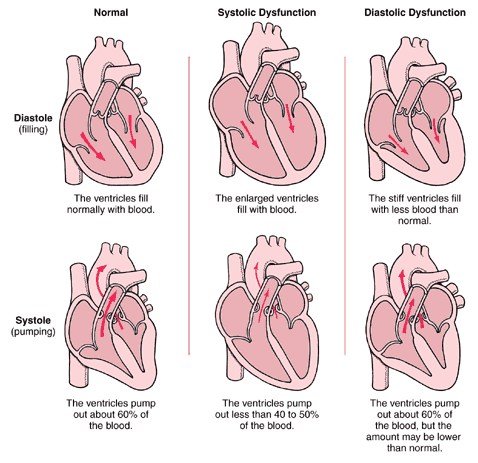 Normal
Systolic Dysfunction
Diastolic Dysfunction
Diastole
(filling)
The ventricles fill
normally with blood.
The enlarged ventricles
fill with blood.
The stiff ventricles fill
with less blood than
normal.
Systole
(pumping)
The ventricles pump
out about 60% of
the blood.
The ventricles pump
out less than 40 to 50%
of the blood.
The ventricles pump
out about 60% of
the blood, but the
amount may be lower
than normal.